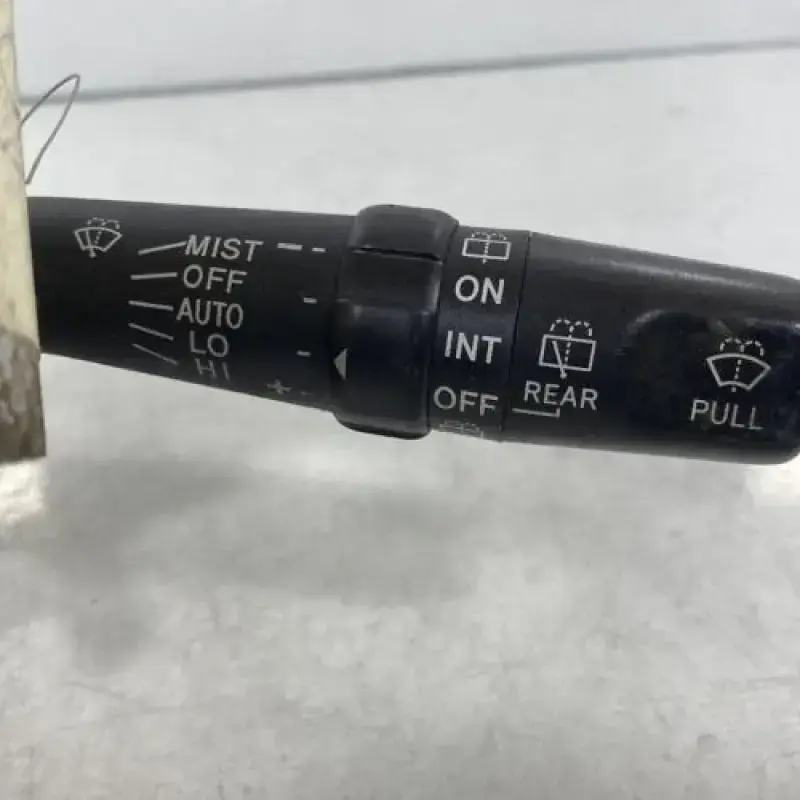 MIST
OFF
AUTO
LO
HI
+ -
ON
INT
OFF
REAR
PULL